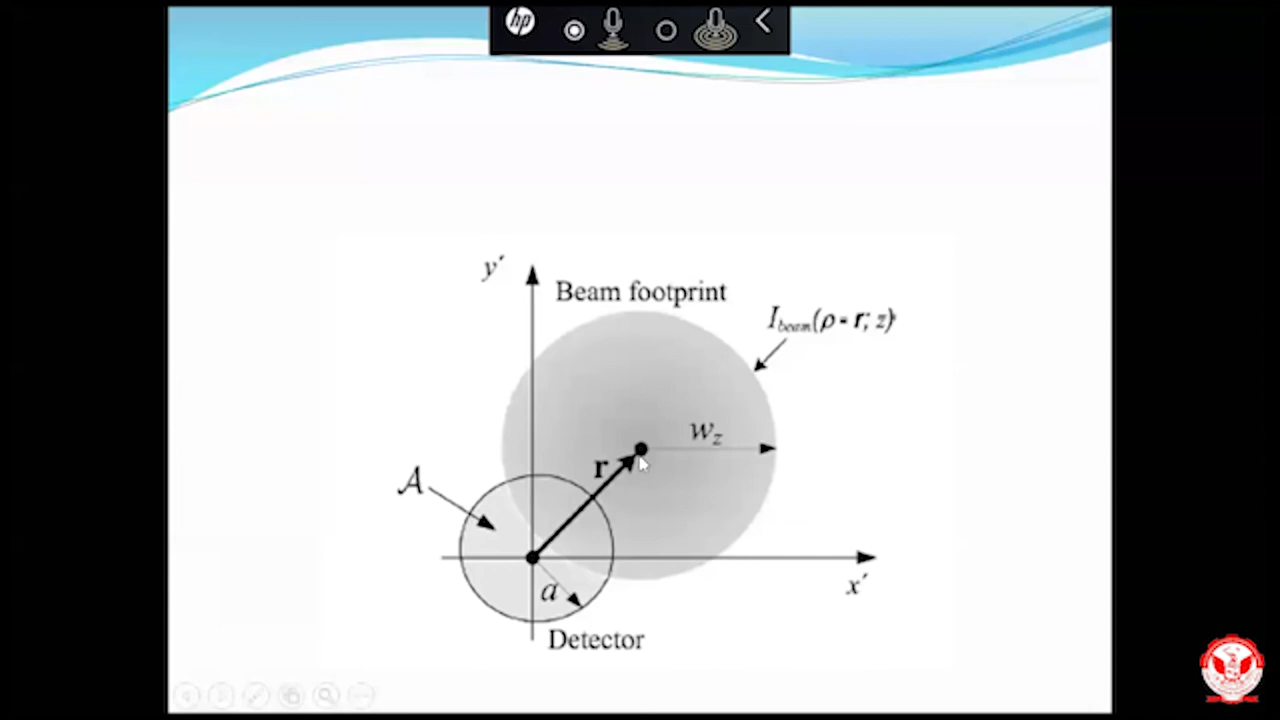 hp
y′
Beam footprint
I_beam(ρ - r; z)
w_z
r
A
a
x′
Detector